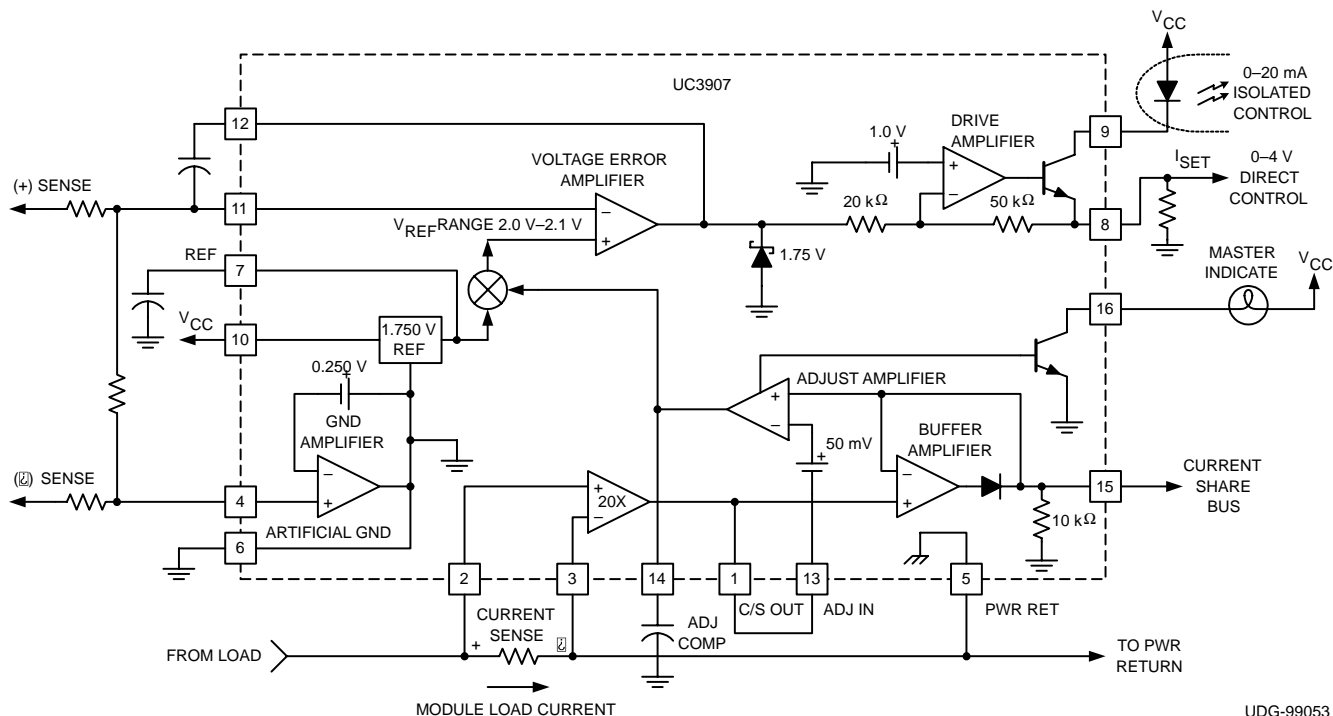 VCC
UC3907
0–20 mA
ISOLATED
CONTROL
12
DRIVE
AMPLIFIER
9
1.0 V
+
ISET
0–4 V
DIRECT
CONTROL
VOLTAGE ERROR
AMPLIFIER
(+) SENSE
11
–
+
+
–
20 kΩ
50 kΩ
8
VREF RANGE 2.0 V–2.1 V
1.75 V
REF
7
MASTER
INDICATE
VCC
16
VCC
10
1.750 V
REF
0.250 V
+
GND
AMPLIFIER
ADJUST AMPLIFIER
+
–
50 mV
+
BUFFER
AMPLIFIER
(⍰) SENSE
4
–
+
ARTIFICIAL GND
+
20X
–
–
+
15
CURRENT
SHARE
BUS
10 kΩ
6
2
3
14
1
13
5
C/S OUT
ADJ IN
PWR RET
CURRENT
SENSE
+
⍰
ADJ
COMP
FROM LOAD
TO PWR
RETURN
MODULE LOAD CURRENT
UDG-99053